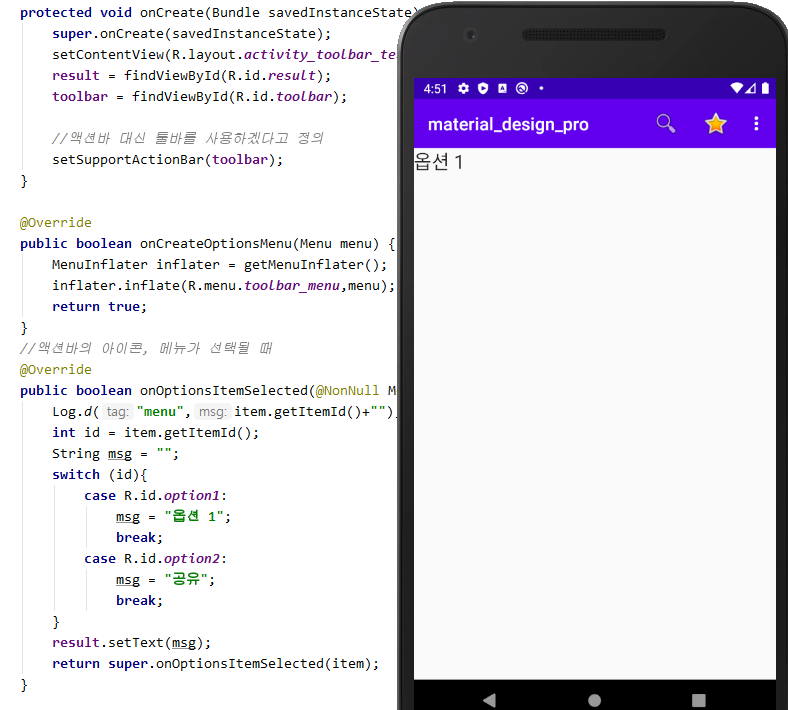 protected void onCreate(Bundle savedInstanceState)
super.onCreate(savedInstanceState);
setContentView(R.layout.activity_toolbar_te
result = findViewById(R.id.result);
toolbar = findViewById(R.id.toolbar);
//액션바 대신 툴바를 사용하겠다고 정의
setSupportActionBar(toolbar);
}
@Override
public boolean onCreateOptionsMenu(Menu menu) {
MenuInflater inflater = getMenuInflater();
inflater.inflate(R.menu.toolbar_menu,menu);
return true;
}
//액션바의 아이콘, 메뉴가 선택될 때
@Override
public boolean onOptionsItemSelected(@NonNull M
Log.d( tag: "menu", msg: item.getItemId()+"")
int id = item.getItemId();
String msg = "";
switch (id){
case R.id.option1:
msg = "옵션 1";
break;
case R.id.option2:
msg = "공유";
break;
}
result.setText(msg);
return super.onOptionsItemSelected(item);
}
4:51
material_design_pro
옵션 1